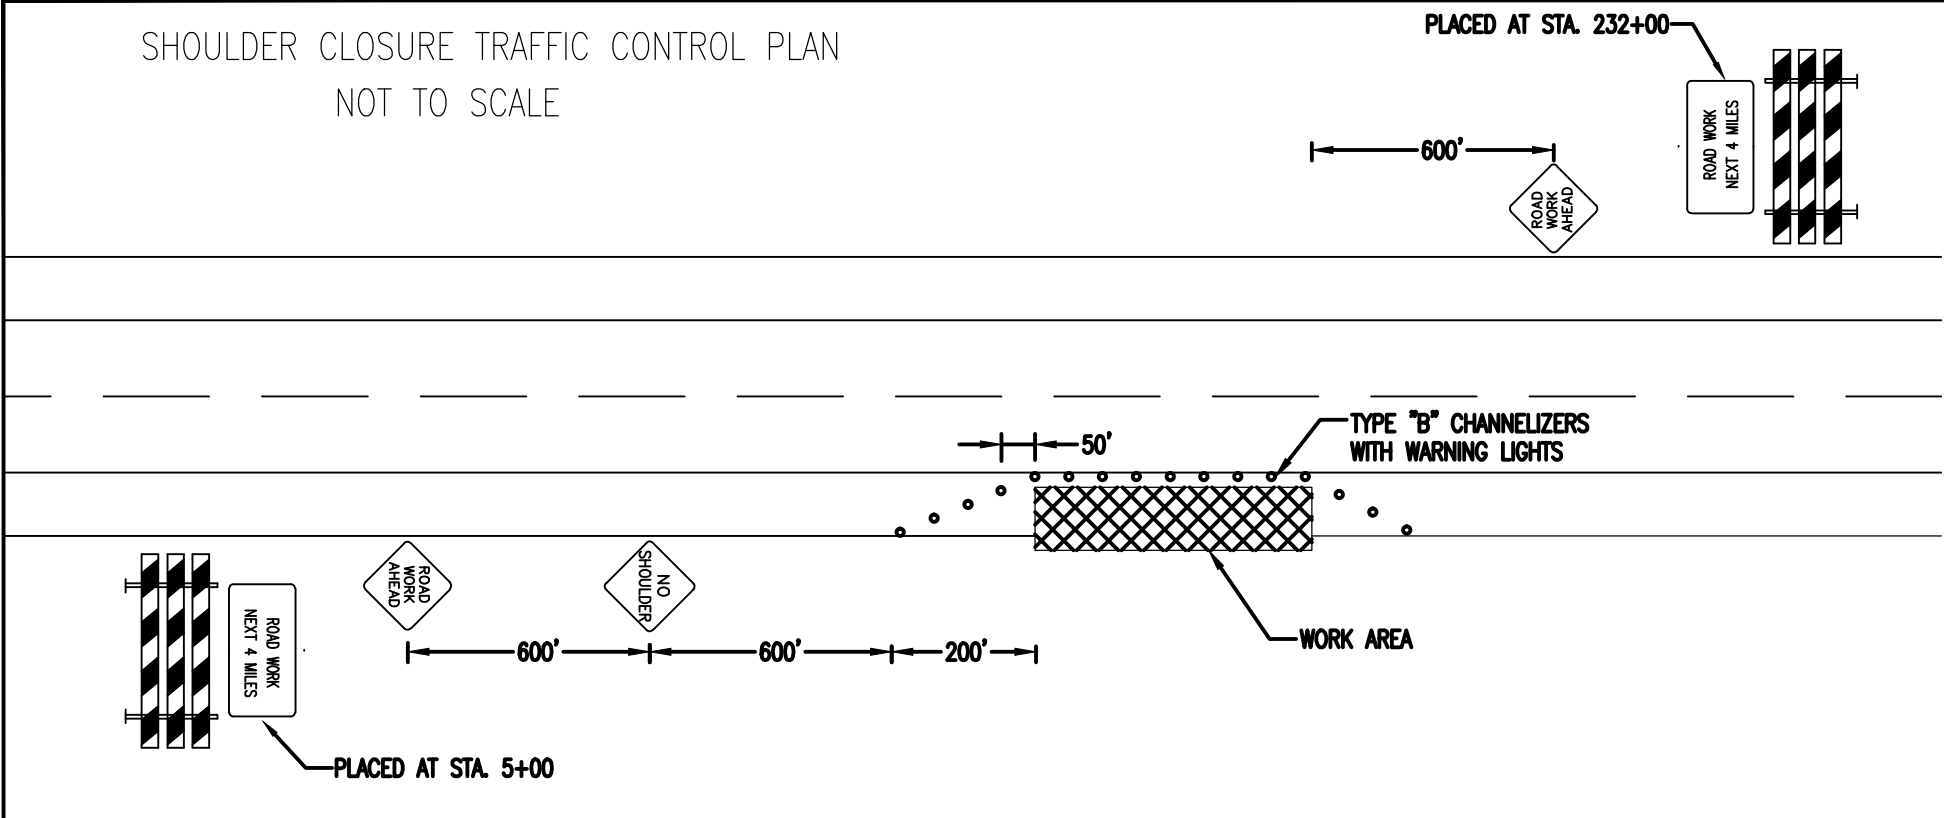 SHOULDER CLOSURE TRAFFIC CONTROL PLAN
NOT TO SCALE
PLACED AT STA. 232+00
ROAD WORK
NEXT 4 MILES
600'
ROAD
WORK
AHEAD
TYPE "B" CHANNELIZERS
WITH WARNING LIGHTS
50'
ROAD WORK
NEXT 4 MILES
ROAD
WORK
AHEAD
NO
SHOULDER
600'
600'
200'
WORK AREA
PLACED AT STA. 5+00